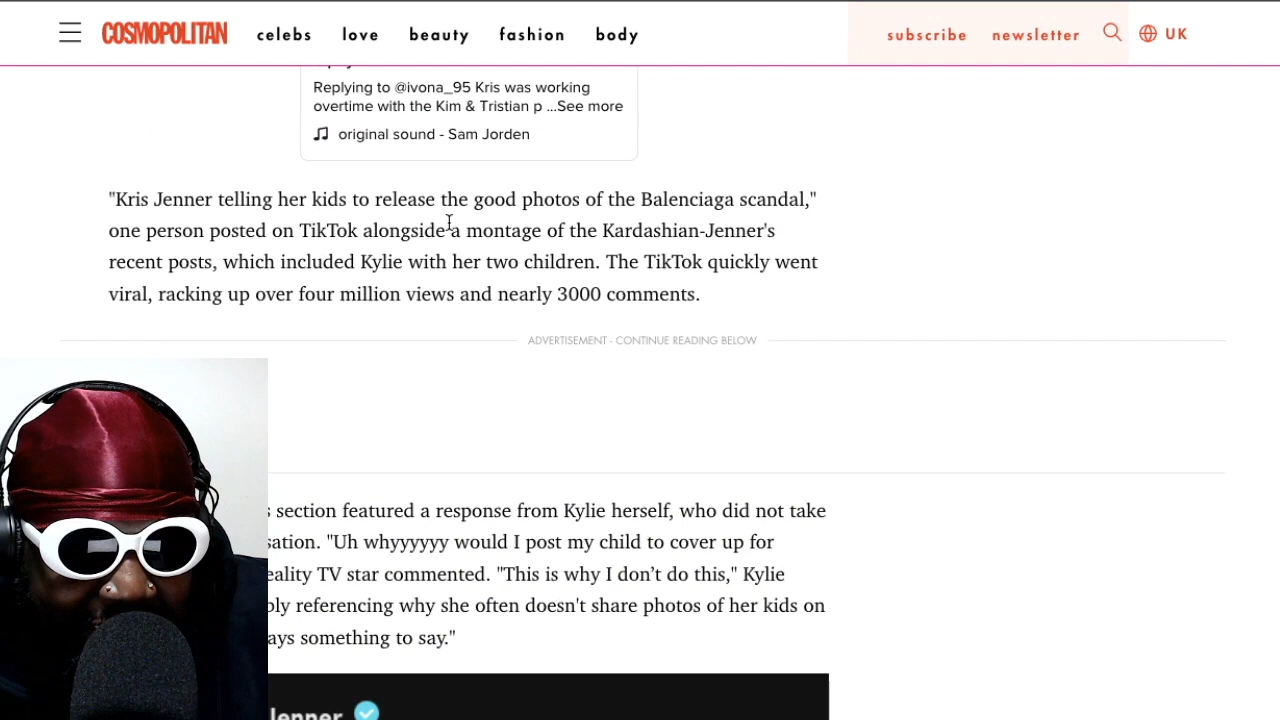 COSMOPOLITAN celebs love beauty fashion body subscribe newsletter UK
Replying to @ivona_95 Kris was working
overtime with the Kim & Tristian p ...See more
original sound - Sam Jorden
"Kris Jenner telling her kids to release the good photos of the Balenciaga scandal,"
one person posted on TikTok alongside a montage of the Kardashian-Jenner's
recent posts, which included Kylie with her two children. The TikTok quickly went
viral, racking up over four million views and nearly 3000 comments.
ADVERTISEMENT - CONTINUE READING BELOW
section featured a response from Kylie herself, who did not take
"Uh whyyyyyy would I post my child to cover up for
TV star commented. "This is why I don’t do this," Kylie
referencing why she often doesn't share photos of her kids on
something to say."
Jenner